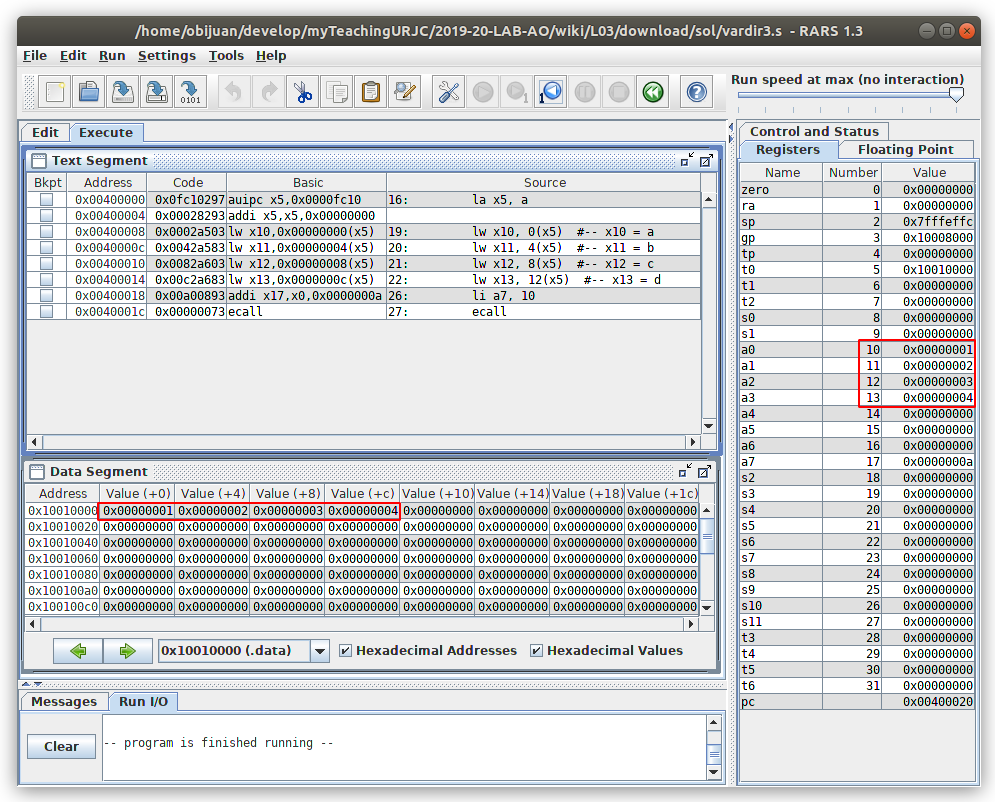 /home/obijuan/develop/myTeachingURJC/2019-20-LAB-AO/wiki/L03/download/sol/vardir3.s - RARS 1.3
File Edit Run Settings Tools Help
0101 1 1
Run speed at max (no interaction)
Edit Execute
Text Segment
Bkpt Address Code Basic Source
0x00400000 0x0fc10297 auipc x5,0x0000fc10 16: la x5, a
0x00400004 0x00028293 addi x5,x5,0x00000000
0x00400008 0x0002a503 lw x10,0x00000000(x5) 19: lw x10, 0(x5) #-- x10 = a
0x0040000c 0x0042a583 lw x11,0x00000004(x5) 20: lw x11, 4(x5) #-- x11 = b
0x00400010 0x0082a603 lw x12,0x00000008(x5) 21: lw x12, 8(x5) #-- x12 = c
0x00400014 0x00c2a683 lw x13,0x0000000c(x5) 22: lw x13, 12(x5) #-- x13 = d
0x00400018 0x00a00893 addi x17,x0,0x0000000a 26: li a7, 10
0x0040001c 0x00000073 ecall 27: ecall
Data Segment
Address Value (+0) Value (+4) Value (+8) Value (+c) Value (+10) Value (+14) Value (+18) Value (+1c)
0x10010000 0x00000001 0x00000002 0x00000003 0x00000004 0x00000000 0x00000000 0x00000000 0x00000000
0x10010020 0x00000000 0x00000000 0x00000000 0x00000000 0x00000000 0x00000000 0x00000000 0x00000000
0x10010040 0x00000000 0x00000000 0x00000000 0x00000000 0x00000000 0x00000000 0x00000000 0x00000000
0x10010060 0x00000000 0x00000000 0x00000000 0x00000000 0x00000000 0x00000000 0x00000000 0x00000000
0x10010080 0x00000000 0x00000000 0x00000000 0x00000000 0x00000000 0x00000000 0x00000000 0x00000000
0x100100a0 0x00000000 0x00000000 0x00000000 0x00000000 0x00000000 0x00000000 0x00000000 0x00000000
0x100100c0 0x00000000 0x00000000 0x00000000 0x00000000 0x00000000 0x00000000 0x00000000 0x00000000
0x10010000 (.data) Hexadecimal Addresses Hexadecimal Values
Messages Run I/O
Clear
-- program is finished running --
Control and Status
Registers Floating Point
Name Number Value
zero 0 0x00000000
ra 1 0x00000000
sp 2 0x7fffeffc
gp 3 0x10008000
tp 4 0x00000000
t0 5 0x10010000
t1 6 0x00000000
t2 7 0x00000000
s0 8 0x00000000
s1 9 0x00000000
a0 10 0x00000001
a1 11 0x00000002
a2 12 0x00000003
a3 13 0x00000004
a4 14 0x00000000
a5 15 0x00000000
a6 16 0x00000000
a7 17 0x0000000a
s2 18 0x00000000
s3 19 0x00000000
s4 20 0x00000000
s5 21 0x00000000
s6 22 0x00000000
s7 23 0x00000000
s8 24 0x00000000
s9 25 0x00000000
s10 26 0x00000000
s11 27 0x00000000
t3 28 0x00000000
t4 29 0x00000000
t5 30 0x00000000
t6 31 0x00000000
pc 0x00400020